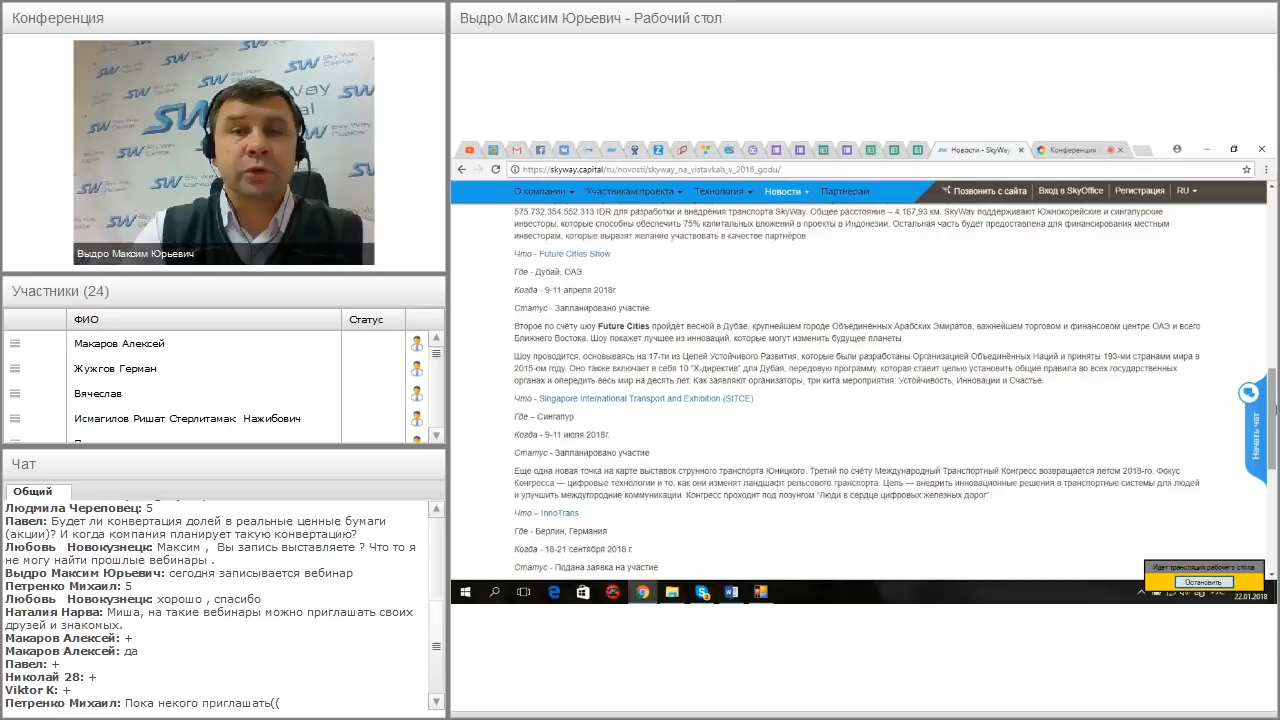 Конференция
Выдро Максим Юрьевич
Участники (24)
ФИО
Статус
Макаров Алексей
Жужгов Герман
Вячеслав
Исмагилов Ришат Стерлитамак Нажибович
Чат
Общий
Людмила Череповец: 5
Павел: Будет ли конвертация долей в реальные ценные бумаги
(акции)? И когда компания планирует такую конвертацию?
Любовь Новокузнецк: Максим , Вы запись выставляете ? Что то я
не могу найти прошлые вебинары .
Выдро Максим Юрьевич: сегодня записывается вебинар
Петренко Михаил: 5
Любовь Новокузнецк: хорошо , спасибо
Наталия Нарва: Миша, на такие вебинары можно приглашать своих
друзей и знакомых.
Макаров Алексей: +
Макаров Алексей: да
Павел: +
Николай 28: +
Viktor K: +
Петренко Михаил: Пока некого приглашать((
Выдро Максим Юрьевич - Рабочий стол
Новости - SkyWay
Конференция
https://skyway.capital/ru/novosti/skyway_na_vistavkah_v_2018_godu/
О компании
Участникам проекта
Технология
Новости
Партнерам
Позвонить с сайта
Вход в SkyOffice
Регистрация
RU
575.732.354.552,313 IDR для разработки и внедрения транспорта SkyWay. Общее расстояние – 4.167,93 км. SkyWay поддерживают Южнокорейские и сингапурские
инвесторы, которые способны обеспечить 75% капитальных вложений в проекты в Индонезии. Остальная часть будет предоставлена для финансирования местным
инвесторам, которые выразят желание участвовать в качестве партнёров.
Что - Future Cities Show
Где - Дубай, ОАЭ
Когда - 9-11 апреля 2018г.
Статус - Запланировано участие
Второе по счёту шоу Future Cities пройдёт весной в Дубае, крупнейшем городе Объединённых Арабских Эмиратов, важнейшем торговом и финансовом центре ОАЭ и всего
Ближнего Востока. Шоу покажет лучшее из инноваций, которые могут изменить будущее планеты.
Шоу проводится, основываясь на 17-ти из Целей Устойчивого Развития, которые были разработаны Организацией Объединённых Наций и приняты 193-мя странами мира в
2015-ом году. Оно также включает в себя 10 "X-директив" для Дубая, передовую программу, которая ставит целью установить общие правила во всех государственных
органах и опередить весь мир на десять лет. Как заявляют организаторы, три кита мероприятия: Устойчивость, Инновации и Счастье.
Что - Singapore International Transport and Exhibition (SITCE)
Где – Сингапур
Когда - 9-11 июля 2018г.
Статус - Запланировано участие
Еще одна новая точка на карте выставок струнного транспорта Юницкого. Третий по счёту Международный Транспортный Конгресс возвращается летом 2018-го. Фокус
Конгресса — цифровые технологии и то, как они изменят ландшафт рельсового транспорта. Цель — внедрить инновационные решения в транспортные системы для людей
и улучшить междугородние коммуникации. Конгресс проходит под лозунгом "Люди в сердце цифровых железных дорог".
Что – InnoTrans
Где - Берлин, Германия
Когда - 18-21 сентября 2018 г.
Статус - Подана заявка на участие
Начать чат
Идет трансляция рабочего стола
Остановить
22.01.2018